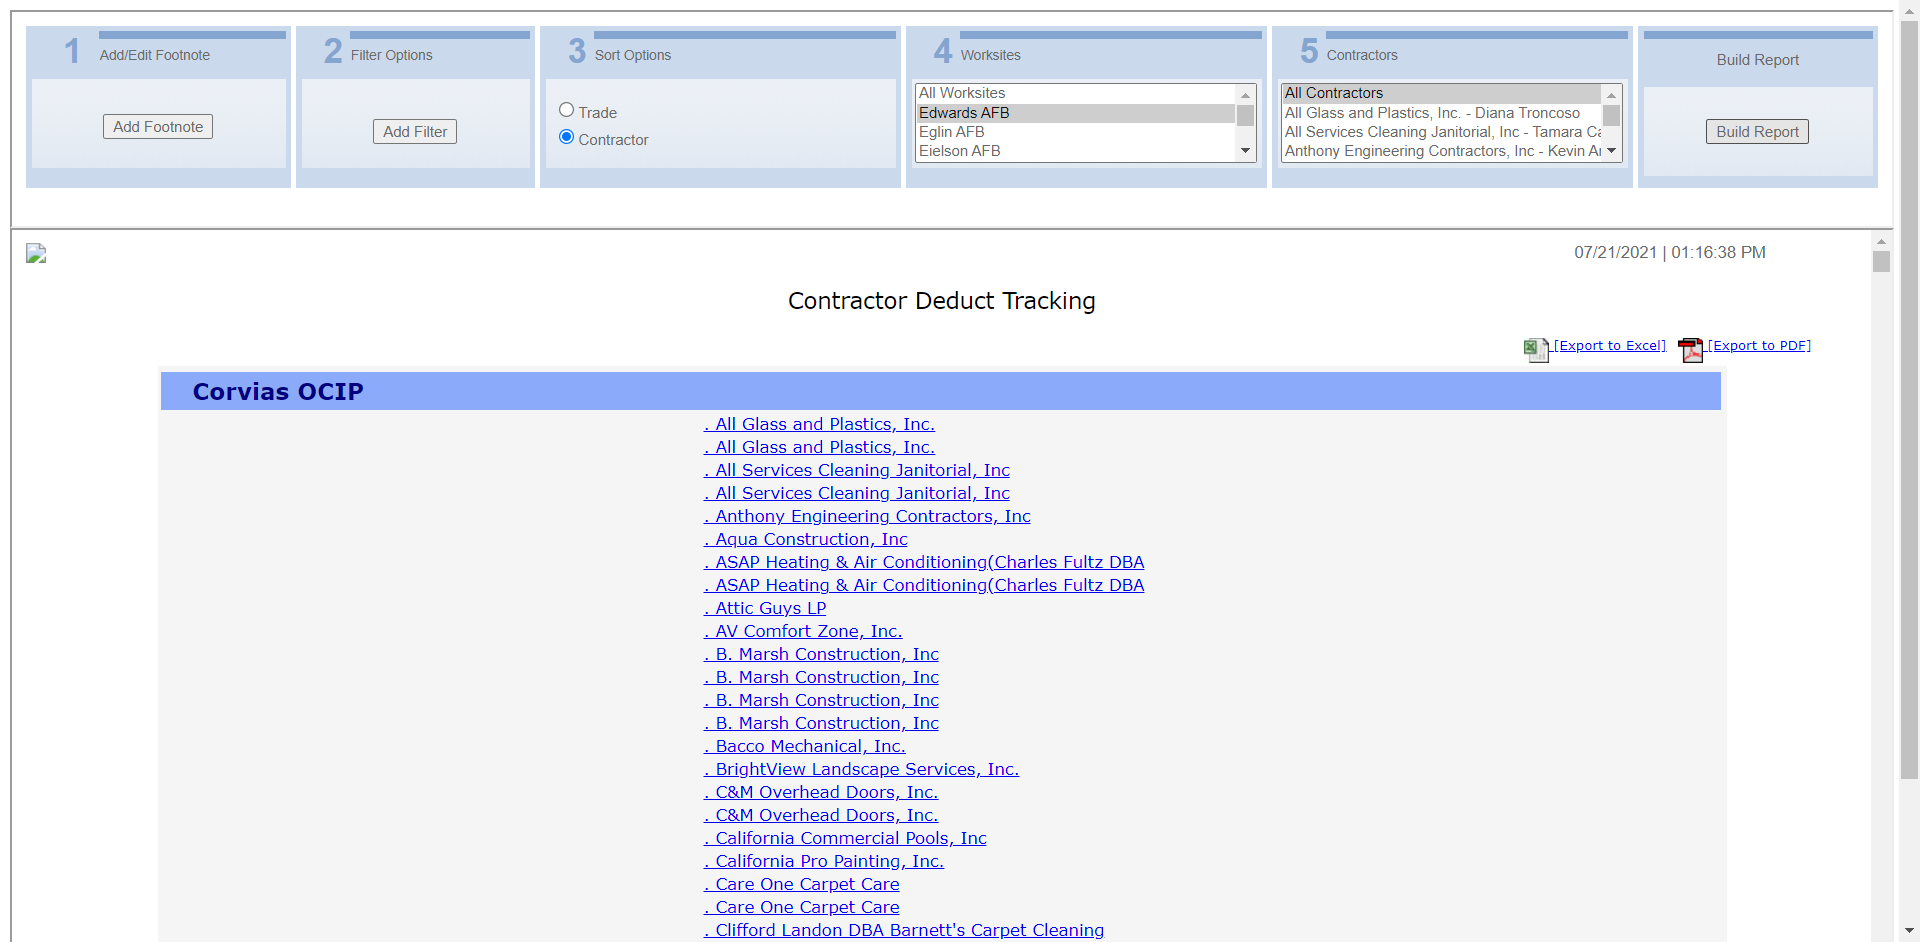 1 Add/Edit Footnote
Add Footnote
2 Filter Options
Add Filter
3 Sort Options
Trade
Contractor
4 Worksites
All Worksites
Edwards AFB
Eglin AFB
Eielson AFB
5 Contractors
All Contractors
All Glass and Plastics, Inc. - Diana Troncoso
All Services Cleaning Janitorial, Inc - Tamara Ca
Anthony Engineering Contractors, Inc - Kevin
Build Report
Build Report
07/21/2021 | 01:16:38 PM
Contractor Deduct Tracking
[Export to Excel] [Export to PDF]
Corvias OCIP
. All Glass and Plastics, Inc.
. All Glass and Plastics, Inc.
. All Services Cleaning Janitorial, Inc
. All Services Cleaning Janitorial, Inc
. Anthony Engineering Contractors, Inc
. Aqua Construction, Inc
. ASAP Heating & Air Conditioning(Charles Fultz DBA
. ASAP Heating & Air Conditioning(Charles Fultz DBA
. Attic Guys LP
. AV Comfort Zone, Inc.
. B. Marsh Construction, Inc
. B. Marsh Construction, Inc
. B. Marsh Construction, Inc
. B. Marsh Construction, Inc
. Bacco Mechanical, Inc.
. BrightView Landscape Services, Inc.
. C&M Overhead Doors, Inc.
. C&M Overhead Doors, Inc.
. California Commercial Pools, Inc
. California Pro Painting, Inc.
. Care One Carpet Care
. Care One Carpet Care
. Clifford Landon DBA Barnett's Carpet Cleaning